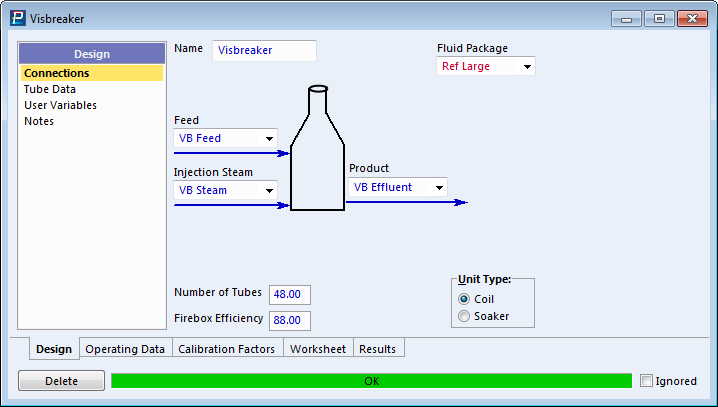 Visbreaker
Design
Connections
Tube Data
User Variables
Notes
Name Visbreaker
Fluid Package
Ref Large
Feed
VB Feed
Injection Steam
VB Steam
Product
VB Effluent
Number of Tubes 48.00
Firebox Efficiency 88.00
Unit Type:
Coil
Soaker
Design Operating Data Calibration Factors Worksheet Results
Delete OK Ignored